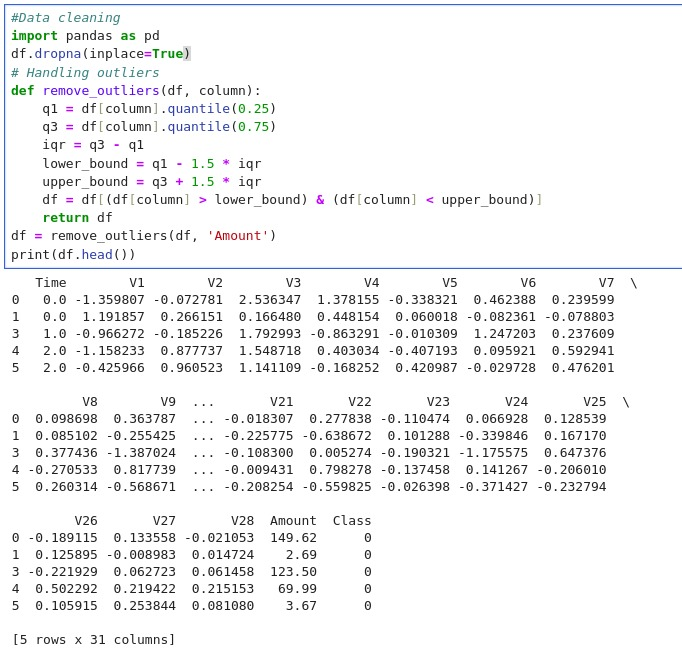 #Data cleaning
import pandas as pd
df.dropna(inplace=True)
# Handling outliers
def remove_outliers(df, column):
    q1 = df[column].quantile(0.25)
    q3 = df[column].quantile(0.75)
    iqr = q3 - q1
    lower_bound = q1 - 1.5 * iqr
    upper_bound = q3 + 1.5 * iqr
    df = df[(df[column] > lower_bound) & (df[column] < upper_bound)]
    return df
df = remove_outliers(df, 'Amount')
print(df.head())
   Time        V1        V2        V3        V4        V5        V6        V7  \
0   0.0 -1.359807 -0.072781  2.536347  1.378155 -0.338321  0.462388  0.239599
1   0.0  1.191857  0.266151  0.166480  0.448154  0.060018 -0.082361 -0.078803
3   1.0 -0.966272 -0.185226  1.792993 -0.863291 -0.010309  1.247203  0.237609
4   2.0 -1.158233  0.877737  1.548718  0.403034 -0.407193  0.095921  0.592941
5   2.0 -0.425966  0.960523  1.141109 -0.168252  0.420987 -0.029728  0.476201
         V8        V9  ...       V21       V22       V23       V24       V25  \
0  0.098698  0.363787  ... -0.018307  0.277838 -0.110474  0.066928  0.128539
1  0.085102 -0.255425  ... -0.225775 -0.638672  0.101288 -0.339846  0.167170
3  0.377436 -1.387024  ... -0.108300  0.005274 -0.190321 -1.175575  0.647376
4 -0.270533  0.817739  ... -0.009431  0.798278 -0.137458  0.141267 -0.206010
5  0.260314 -0.568671  ... -0.208254 -0.559825 -0.026398 -0.371427 -0.232794
        V26       V27       V28  Amount  Class
0 -0.189115  0.133558 -0.021053  149.62      0
1  0.125895 -0.008983  0.014724    2.69      0
3 -0.221929  0.062723  0.061458  123.50      0
4  0.502292  0.219422  0.215153   69.99      0
5  0.105915  0.253844  0.081080    3.67      0
[5 rows x 31 columns]